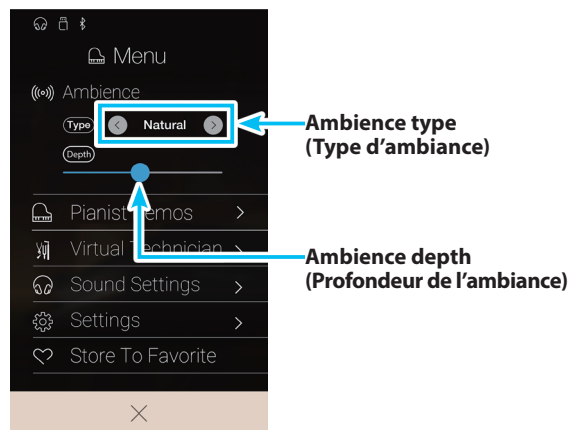 Menu
Ambience
Type Natural
Depth
Pianist Demos
Virtual Technician
Sound Settings
Settings
Store To Favorite
Ambience type
(Type d’ambiance)
Ambience depth
(Profondeur de l’ambiance)